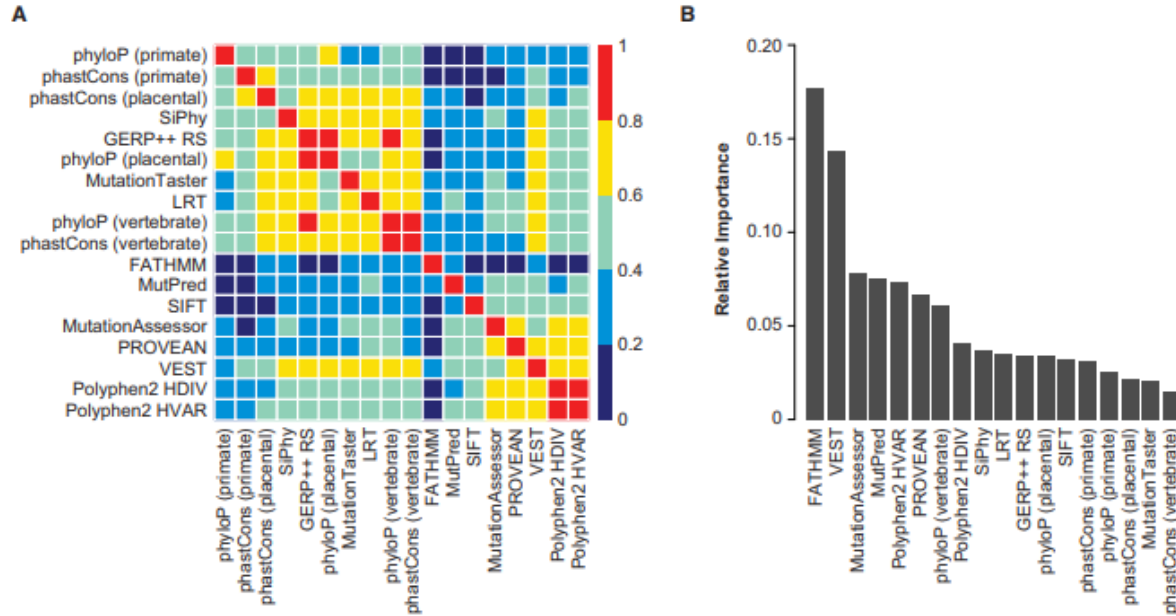 A
phyloP (primate)
phastCons (primate)
phastCons (placental)
SiPhy
GERP++ RS
phyloP (placental)
MutationTaster
LRT
phyloP (vertebrate)
phastCons (vertebrate)
FATHMM
MutPred
SIFT
MutationAssessor
PROVEAN
VEST
Polyphen2 HDIV
Polyphen2 HVAR
phyloP (primate)
phastCons (primate)
phastCons (placental)
SiPhy
GERP++ RS
phyloP (placental)
MutationTaster
LRT
phyloP (vertebrate)
phastCons (vertebrate)
FATHMM
MutPred
SIFT
MutationAssessor
PROVEAN
VEST
Polyphen2 HDIV
Polyphen2 HVAR
1
0.8
0.6
0.4
0.2
0
B
Relative Importance
0.20
0.15
0.10
0.05
0
FATHMM
VEST
MutationAssessor
MutPred
Polyphen2 HVAR
PROVEAN
phyloP (vertebrate)
Polyphen2 HDIV
SiPhy
LRT
GERP++ RS
phyloP (placental)
SIFT
phastCons (primate)
phyloP (primate)
phastCons (placental)
MutationTaster
phastCons (vertebrate)